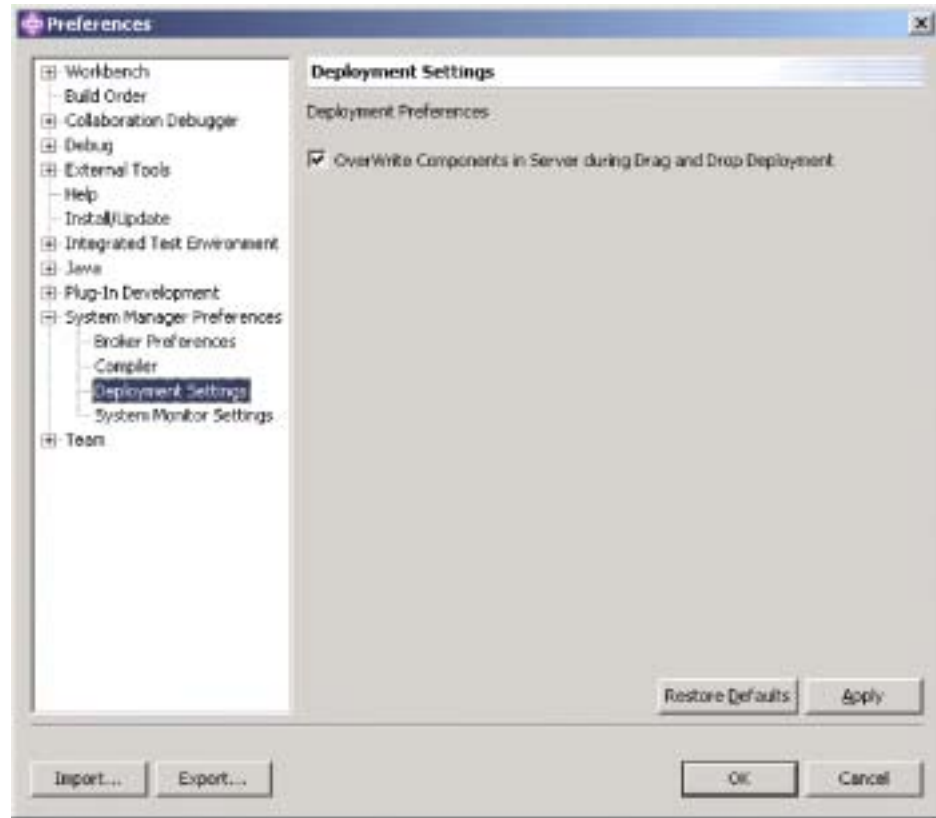 Preferences
Workbench
Build Order
Collaboration Debugger
Debug
External Tools
Help
Install/Update
Integrated Test Environment
Java
Plug-In Development
System Manager Preferences
Broker Preferences
Compiler
Deployment Settings
System Monitor Settings
Team
Deployment Settings
Deployment Preferences
OverWrite Components in Server during Drag and Drop Deployment
Restore Defaults
Apply
Import...
Export...
OK
Cancel